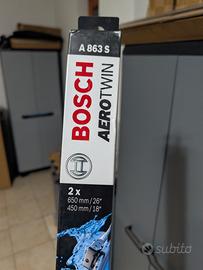 A 863 S
BOSCH
AEROTWIN
2 x
650 mm / 26"
450 mm / 18"
subito